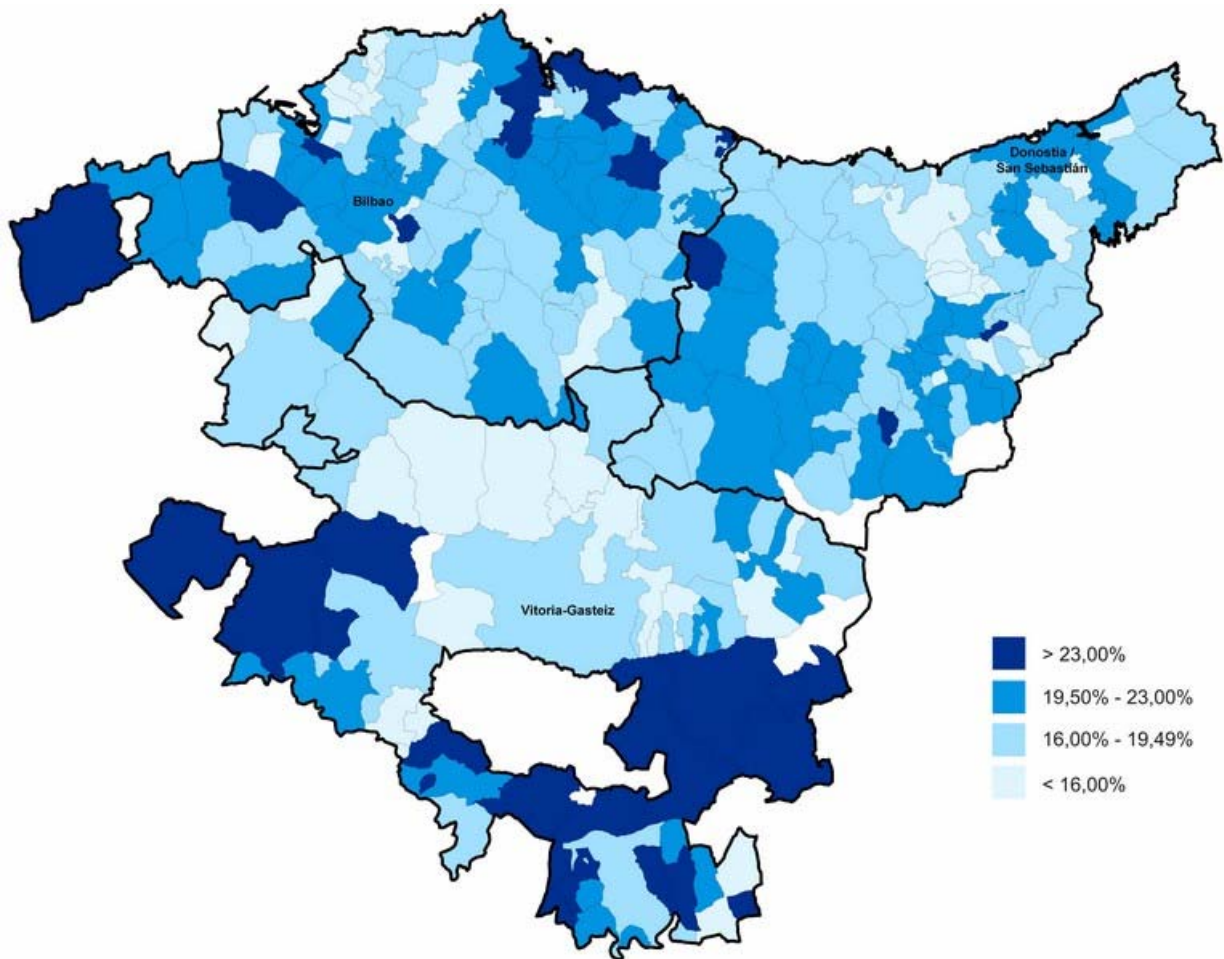 Donostia /
San Sebastián
Bilbao
Vitoria-Gasteiz
> 23,00%
19,50% - 23,00%
16,00% - 19,49%
< 16,00%